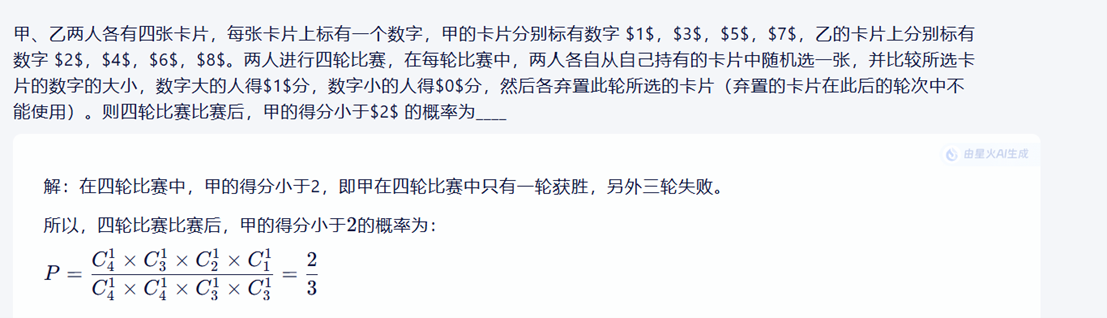 甲、乙两人各有四张卡片，每张卡片上标有一个数字，甲的卡片分别标有数字 $1$，$3$，$5$，$7$，乙的卡片上分别标有
数字 $2$，$4$，$6$，$8$。两人进行四轮比赛，在每轮比赛中，两人各自从自己持有的卡片中随机选一张，并比较所选卡
片的数字的大小，数字大的人得$1$分，数字小的人得$0$分，然后各弃置此轮所选的卡片（弃置的卡片在此后的轮次中不
能使用）。则四轮比赛比赛后，甲的得分小于$2$ 的概率为____
由星火AI生成
解：在四轮比赛中，甲的得分小于2，即甲在四轮比赛中只有一轮获胜，另外三轮失败。
所以，四轮比赛比赛后，甲的得分小于2的概率为：
P = \frac{C_4^1 × C_3^1 × C_2^1 × C_1^1}{C_4^1 × C_4^1 × C_3^1 × C_3^1} = \frac{2}{3}